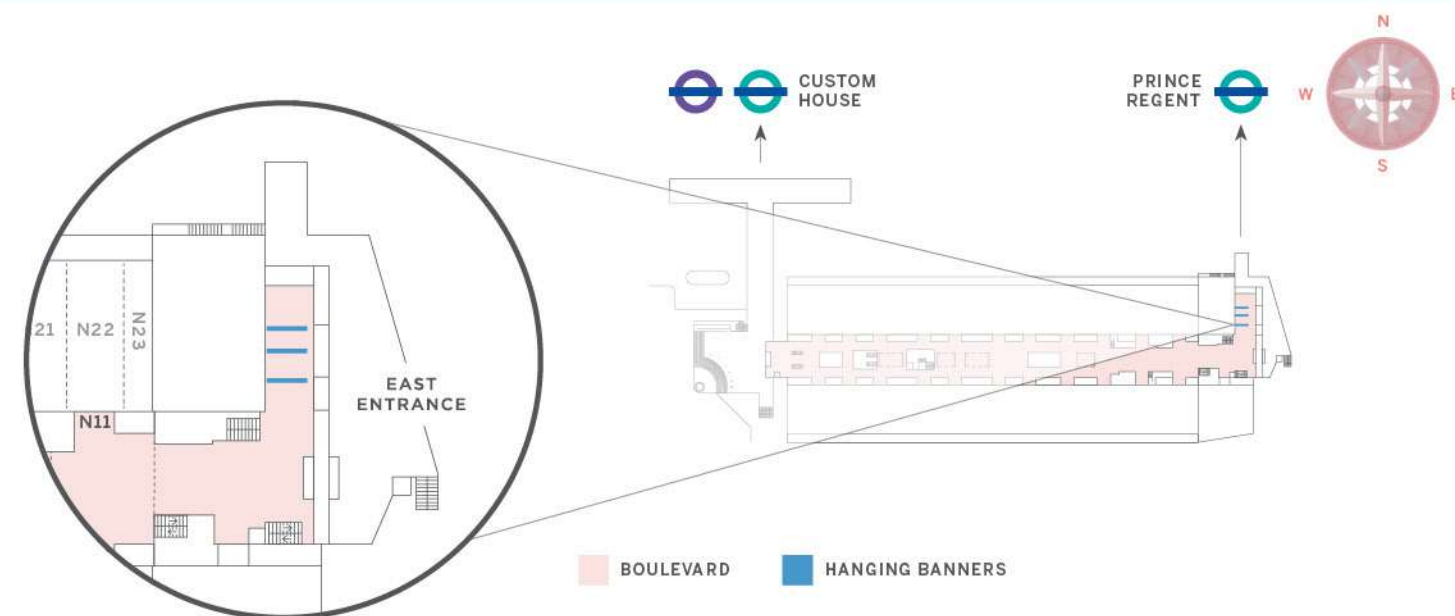 N
W
E
S
CUSTOM
HOUSE
PRINCE
REGENT
21
N22
N23
N11
EAST
ENTRANCE
BOULEVARD
HANGING BANNERS